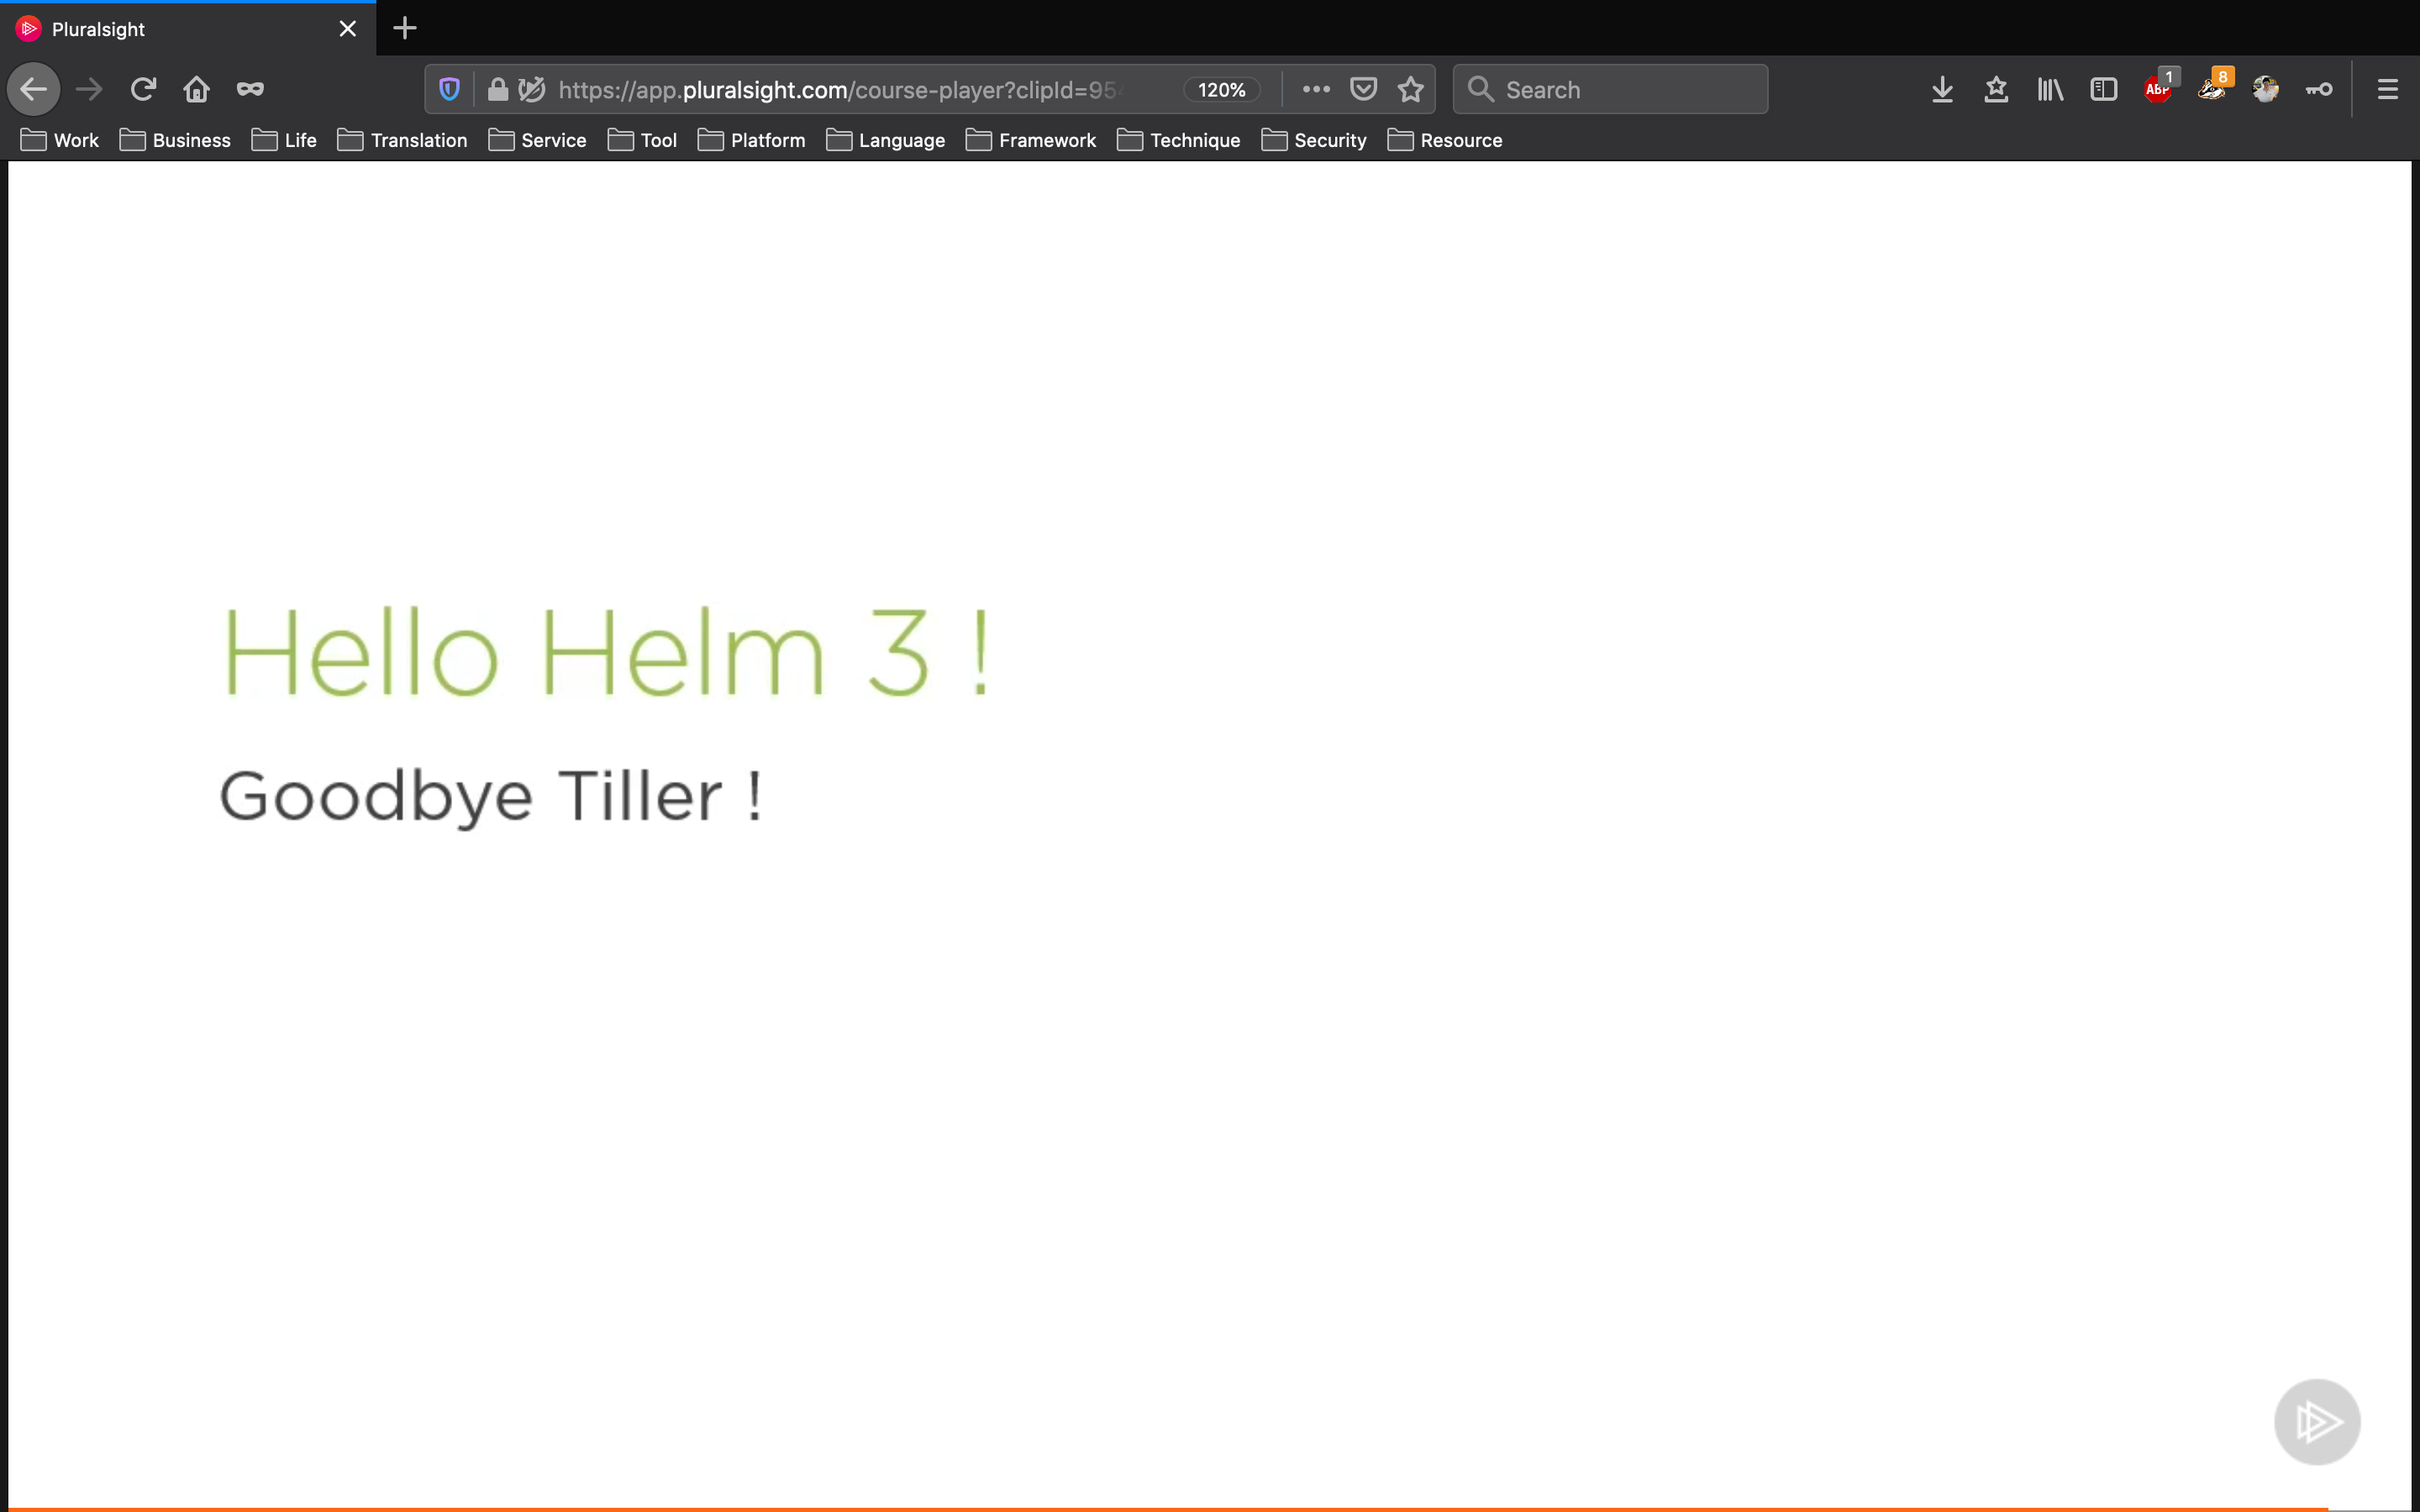 Pluralsight
https://app.pluralsight.com/course-player?clipId=95
120%
Search
ABP
1
8
Work
Business
Life
Translation
Service
Tool
Platform
Language
Framework
Technique
Security
Resource
Hello Helm 3 !
Goodbye Tiller !